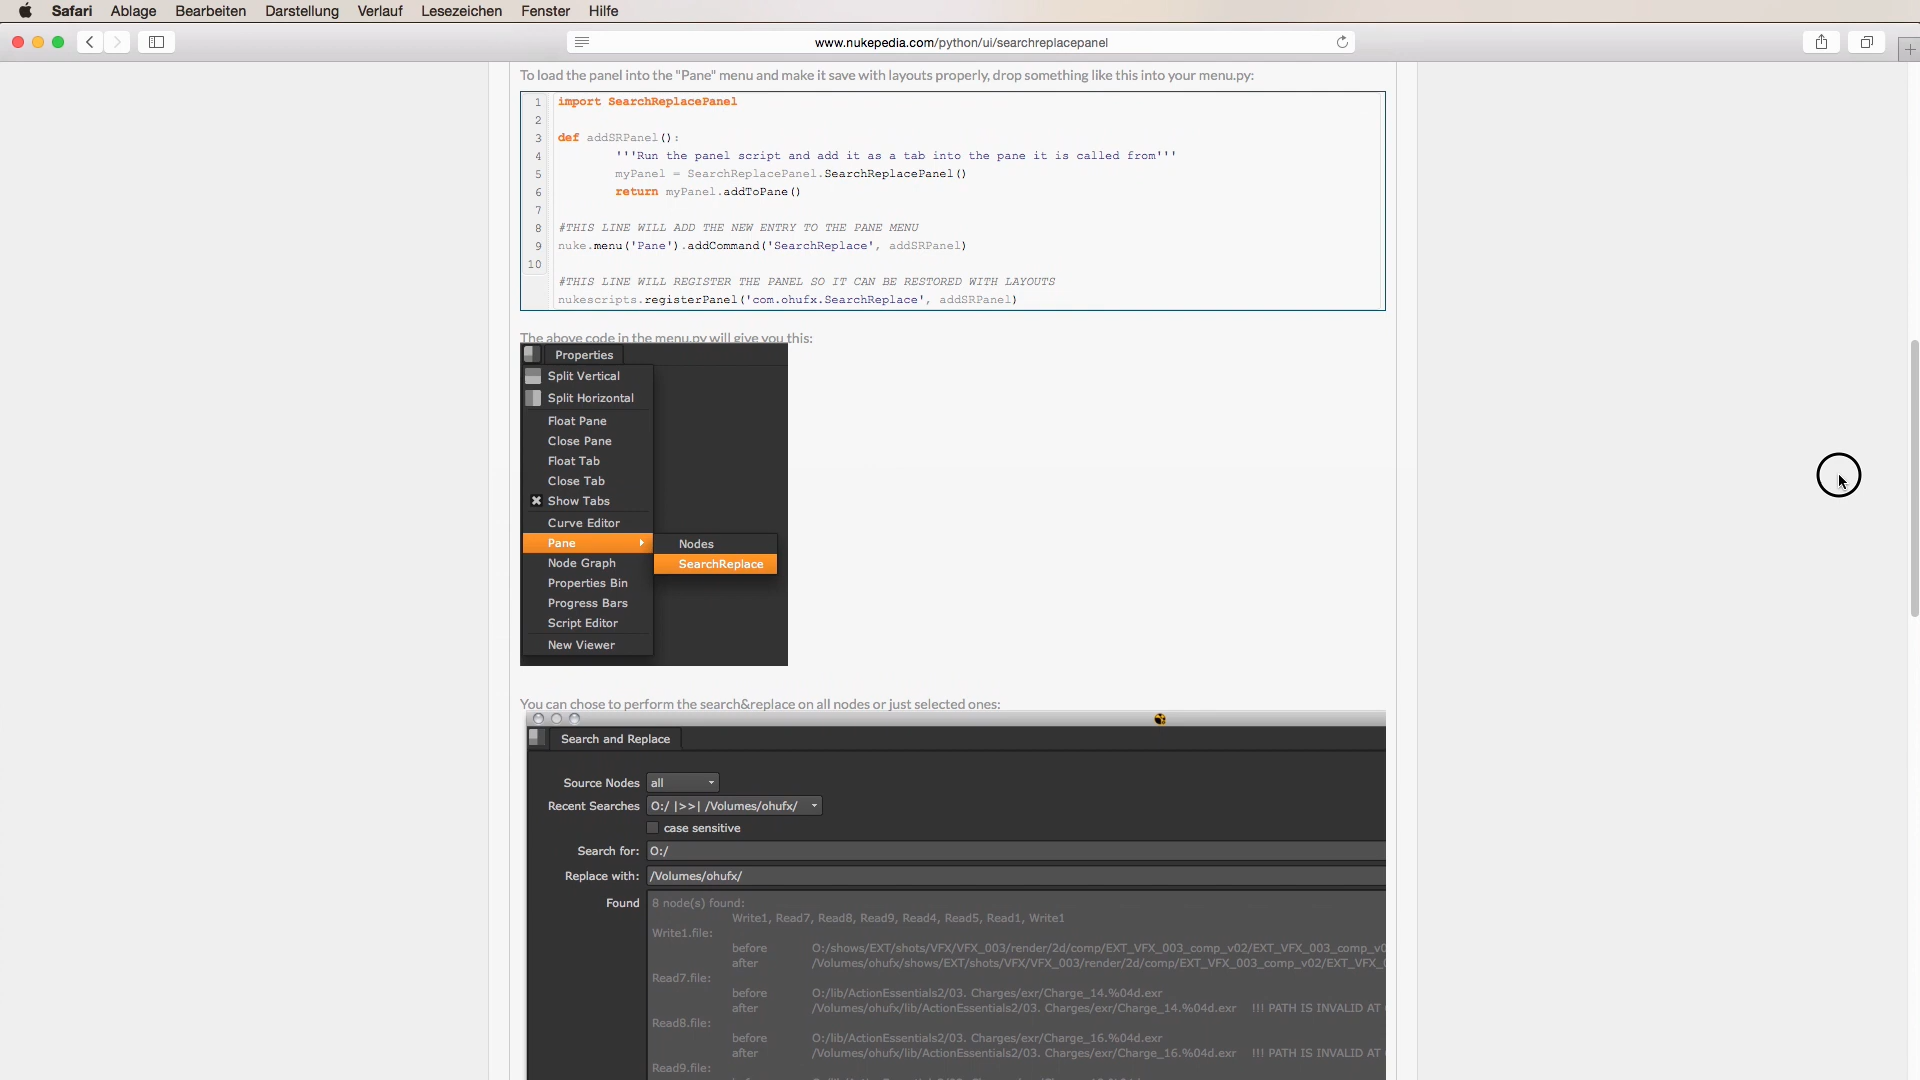 Safari Ablage Bearbeiten Darstellung Verlauf Lesezeichen Fenster Hilfe
www.nukepedia.com/python/ui/searchreplacepanel
To load the panel into the "Pane" menu and make it save with layouts properly, drop something like this into your menu.py:
1 import SearchReplacePanel
2
3 def addSRPanel():
4 '''Run the panel script and add it as a tab into the pane it is called from'''
5 myPanel = SearchReplacePanel.SearchReplacePanel()
6 return myPanel.addToPane()
7
8 #THIS LINE WILL ADD THE NEW ENTRY TO THE PANE MENU
9 nuke.menu('Pane').addCommand('SearchReplace', addSRPanel)
10
#THIS LINE WILL REGISTER THE PANEL SO IT CAN BE RESTORED WITH LAYOUTS
nukescripts.registerPanel('com.ohufx.SearchReplace', addSRPanel)
The above code in the menu.py will give you this:
Properties
Split Vertical
Split Horizontal
Float Pane
Close Pane
Float Tab
Close Tab
Show Tabs
Curve Editor
Pane
Nodes
SearchReplace
Node Graph
Properties Bin
Progress Bars
Script Editor
New Viewer
You can chose to perform the search&replace on all nodes or just selected ones:
Search and Replace
Source Nodes all
Recent Searches O:/ |>>| /Volumes/ohufx/
case sensitive
Search for: O:/
Replace with: /Volumes/ohufx/
Found 8 node(s) found:
Write1, Read7, Read8, Read9, Read4, Read5, Read1, Write1
Write1.file:
before O:/shows/EXT/shots/VFX/VFX_003/render/2d/comp/EXT_VFX_003_comp_v02/EXT_VFX_003_comp_v0
after /Volumes/ohufx/shows/EXT/shots/VFX/VFX_003/render/2d/comp/EXT_VFX_003_comp_v02/EXT_VFX_
Read7.file:
before O:/lib/ActionEssentials2/03. Charges/exr/Charge_14.%04d.exr
after /Volumes/ohufx/lib/ActionEssentials2/03. Charges/exr/Charge_14.%04d.exr !!! PATH IS INVALID AT
Read8.file:
before O:/lib/ActionEssentials2/03. Charges/exr/Charge_16.%04d.exr
after /Volumes/ohufx/lib/ActionEssentials2/03. Charges/exr/Charge_16.%04d.exr !!! PATH IS INVALID AT
Read9.file: